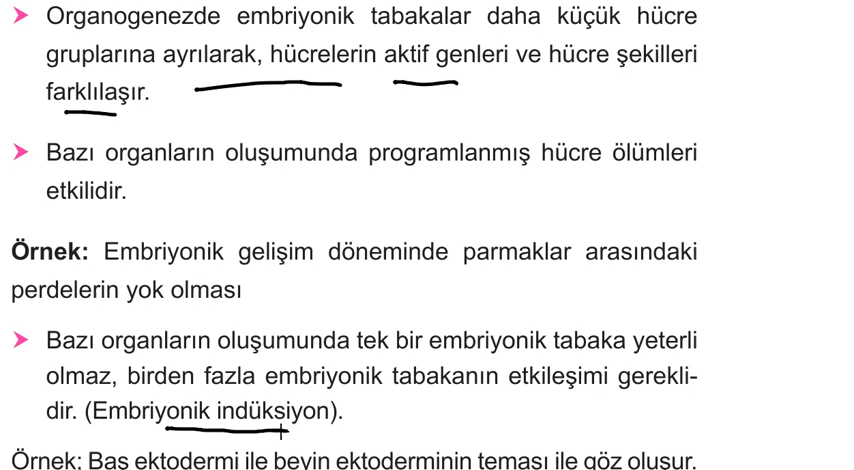 ➤ Organogenezde embriyonik tabakalar daha küçük hücre
gruplarına ayrılarak, hücrelerin aktif genleri ve hücre şekilleri
farklılaşır.
➤ Bazı organların oluşumunda programlanmış hücre ölümleri
etkilidir.
Örnek: Embriyonik gelişim döneminde parmaklar arasındaki
perdelerin yok olması
➤ Bazı organların oluşumunda tek bir embriyonik tabaka yeterli
olmaz, birden fazla embriyonik tabakanın etkileşimi gerekli-
dir. (Embriyonik indüksiyon).
Örnek: Baş ektodermi ile beyin ektoderminin teması ile göz oluşur.